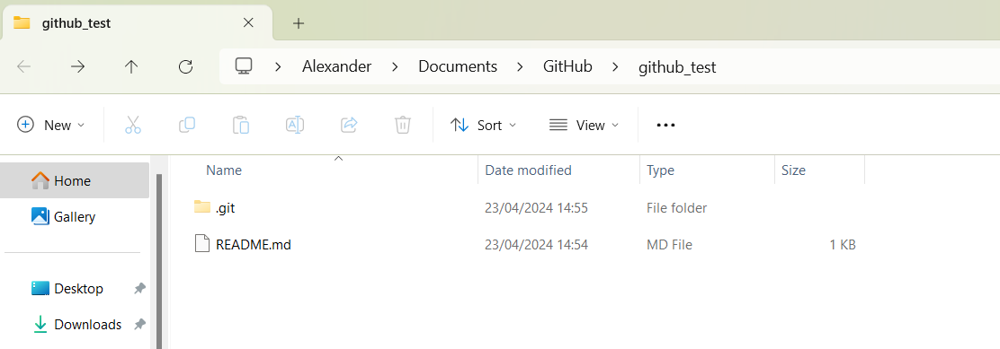 github_test
Alexander > Documents > GitHub > github_test
New Sort View
Name Date modified Type Size
Home
Gallery
Desktop
Downloads
.git 23/04/2024 14:55 File folder
README.md 23/04/2024 14:54 MD File 1 KB